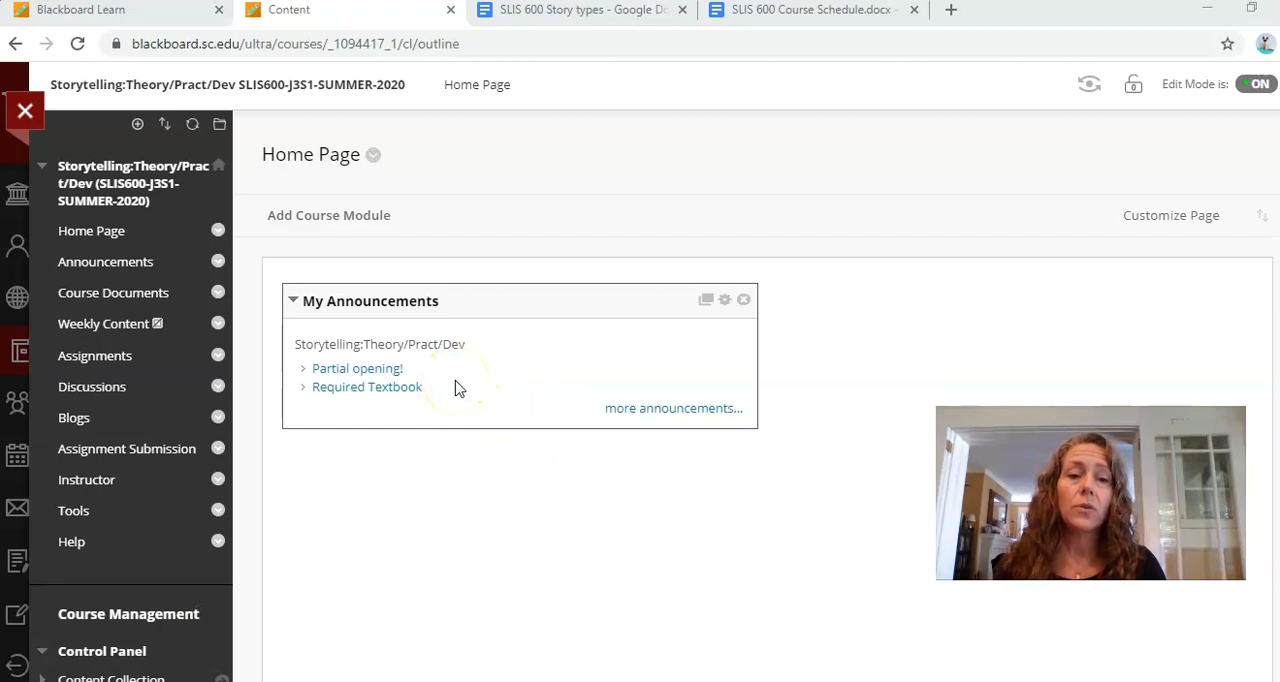 Blackboard Learn
Content
SLIS 600 Story types - Google Do
SLIS 600 Course Schedule.docx -
blackboard.sc.edu/ultra/courses/_1094417_1/cl/outline
Storytelling:Theory/Pract/Dev SLIS600-J3S1-SUMMER-2020
Home Page
Edit Mode is:
ON
Storytelling:Theory/Prac
t/Dev (SLIS600-J3S1-
SUMMER-2020)
Home Page
Announcements
Course Documents
Weekly Content
Assignments
Discussions
Blogs
Assignment Submission
Instructor
Tools
Help
Course Management
Control Panel
Content Collection
Home Page
Add Course Module
Customize Page
My Announcements
Storytelling:Theory/Pract/Dev
Partial opening!
Required Textbook
more announcements...